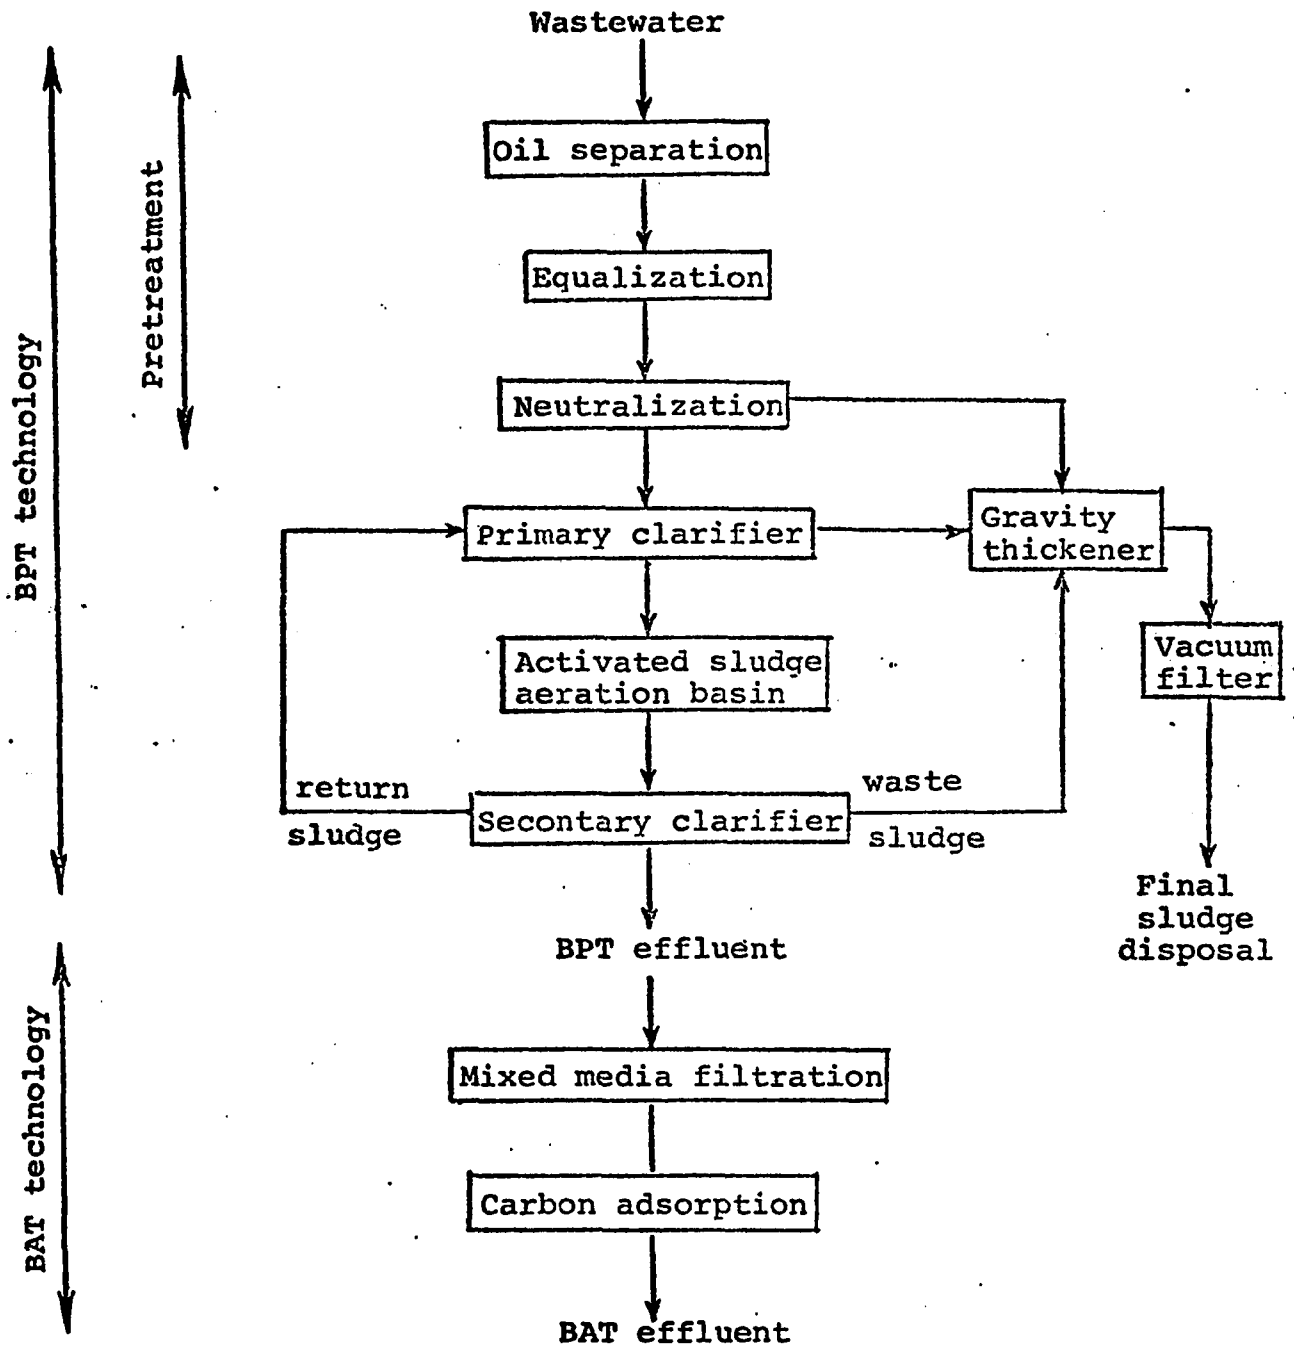 Wastewater
Oil separation
Pretreatment
Equalization
BPT technology
Neutralization
Primary clarifier
Gravity
thickener
Activated sludge
aeration basin
Vacuum
filter
return
sludge
Secontary clarifier
waste
sludge
Final
sludge
disposal
BPT effluent
BAT technology
Mixed media filtration
Carbon adsorption
BAT effluent